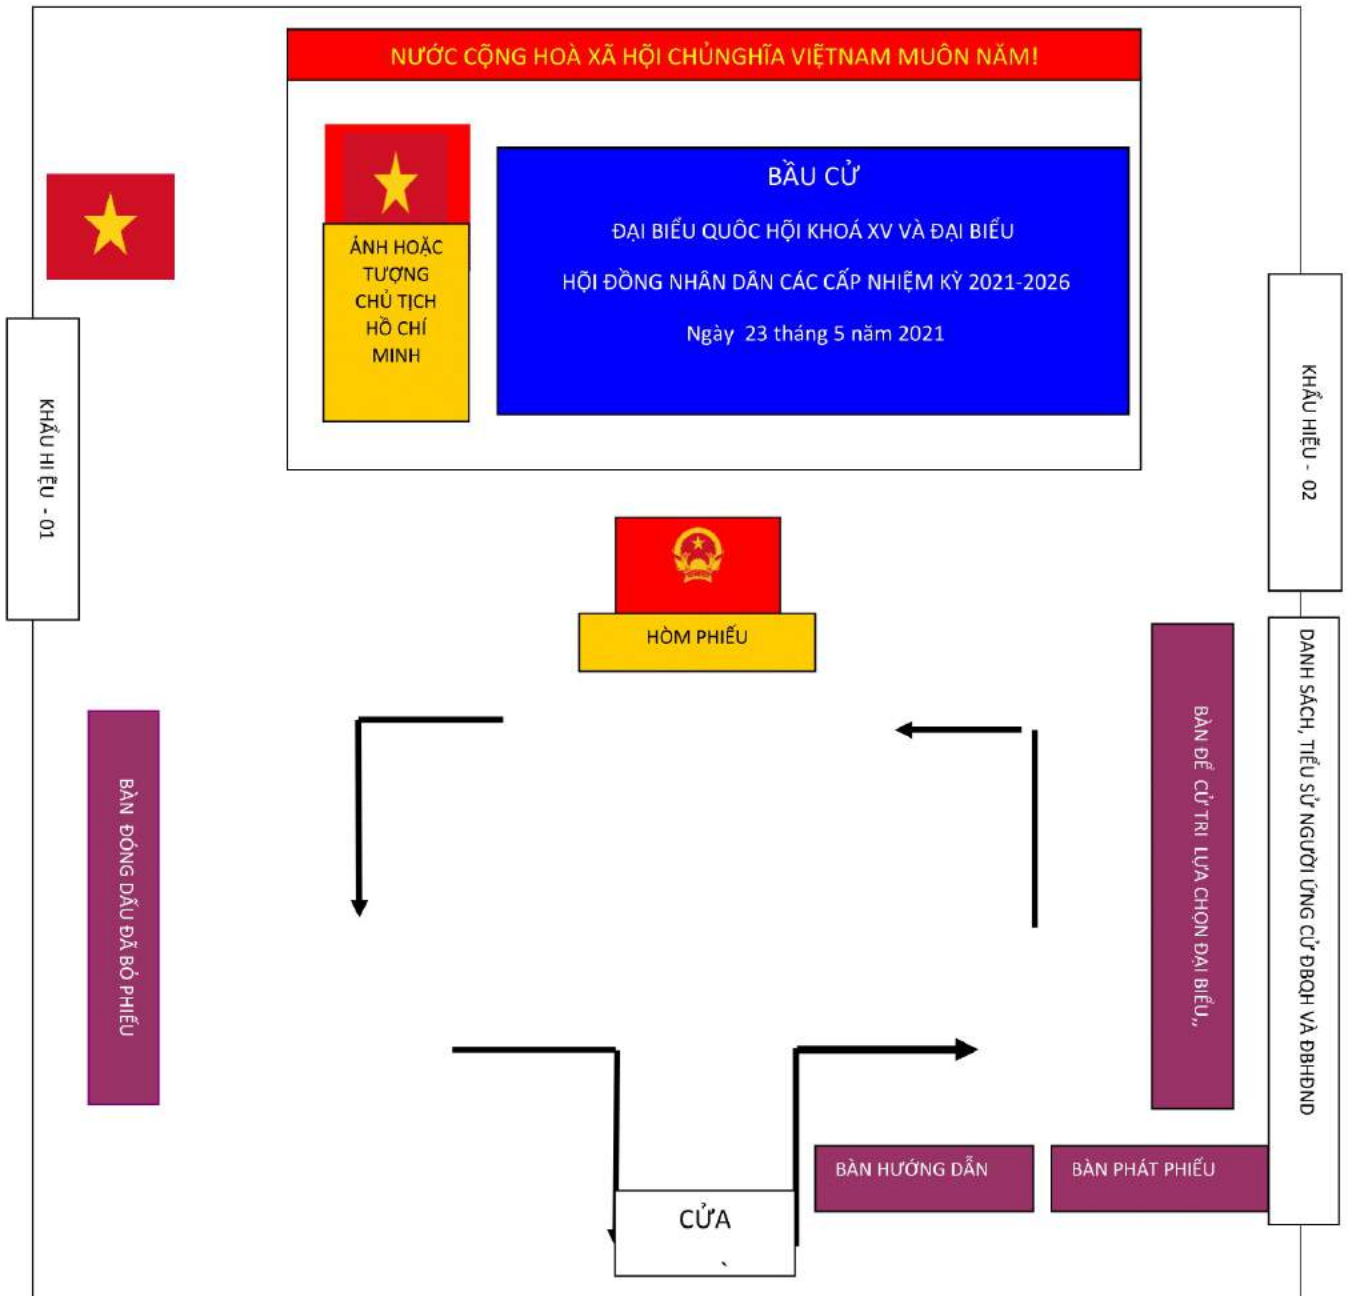 NƯỚC CỘNG HOÀ XÃ HỘI CHỦNGHĨA VIỆTNAM MUÔN NĂM!
BẦU CỬ
ĐẠI BIỂU QUỐC HỘI KHOÁ XV VÀ ĐẠI BIỂU
HỘI ĐỒNG NHÂN DÂN CÁC CẤP NHIỆM KỲ 2021-2026
Ngày 23 tháng 5 năm 2021
ẢNH HOẶC
TƯỢNG
CHỦ TỊCH
HỒ CHÍ
MINH
KHẨU HI ỆU - 01
KHẨU HIỆU - 02
HÒM PHIẾU
BÀN ĐÓNG DẤU ĐÃ BỎ PHIẾU
BÀN ĐỂ CỬ TRI LỰA CHỌN ĐẠI BIỂU,,
DANH SÁCH, TIỂU SỬ NGƯỜI ỨNG CỬ ĐBQH VÀ ĐBHĐND
BÀN HƯỚNG DẪN
BÀN PHÁT PHIẾU
CỬA